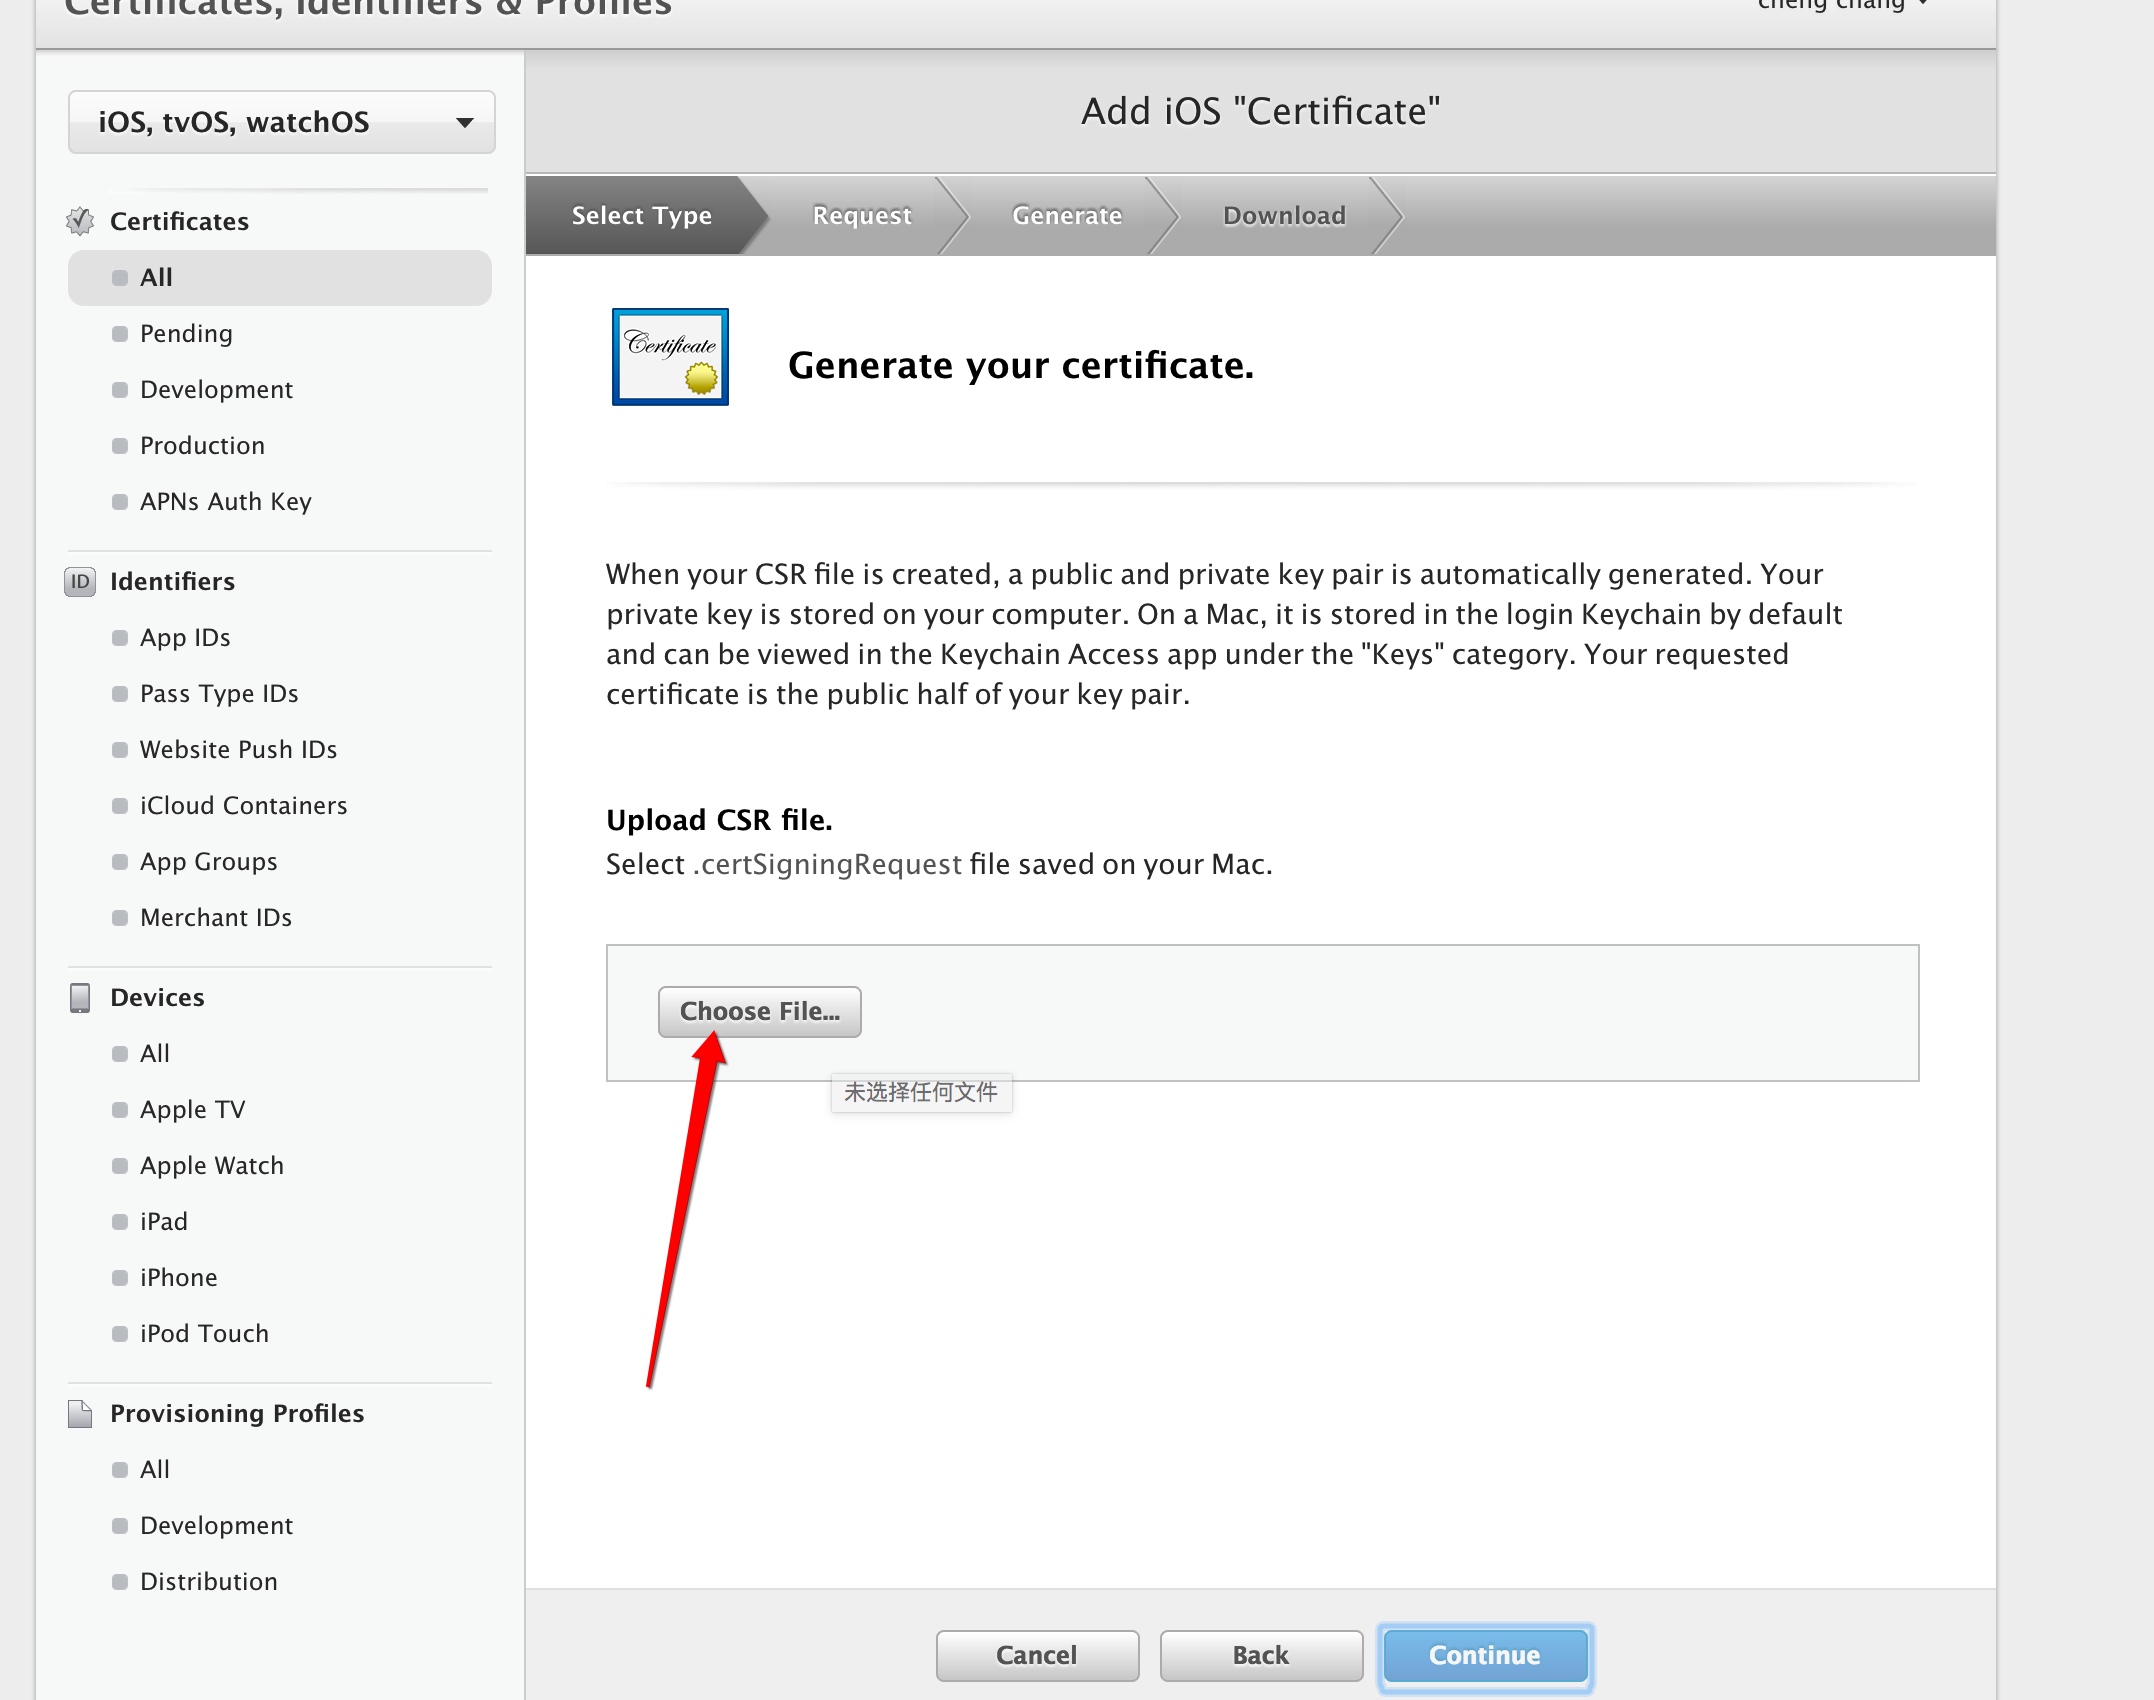 Certificates, Identifiers & Profiles
cheng chang
iOS, tvOS, watchOS
Certificates
All
Pending
Development
Production
APNs Auth Key
ID Identifiers
App IDs
Pass Type IDs
Website Push IDs
iCloud Containers
App Groups
Merchant IDs
Devices
All
Apple TV
Apple Watch
iPad
iPhone
iPod Touch
Provisioning Profiles
All
Development
Distribution
Add iOS "Certificate"
Select Type Request Generate Download
Certificate
Generate your certificate.
When your CSR file is created, a public and private key pair is automatically generated. Your
private key is stored on your computer. On a Mac, it is stored in the login Keychain by default
and can be viewed in the Keychain Access app under the "Keys" category. Your requested
certificate is the public half of your key pair.
Upload CSR file.
Select .certSigningRequest file saved on your Mac.
Choose File...
未选择任何文件
Cancel Back Continue